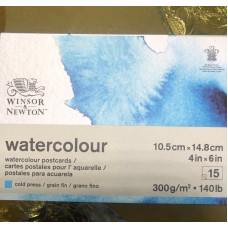 WINSOR
& NEWTON
watercolour
watercolour postcards /
cartes postales pour l'aquarelle /
postales para acuarela
cold press / grain fin / grano fino
10.5cm × 14.8cm
4in × 6in
15
300g/m² • 140lb